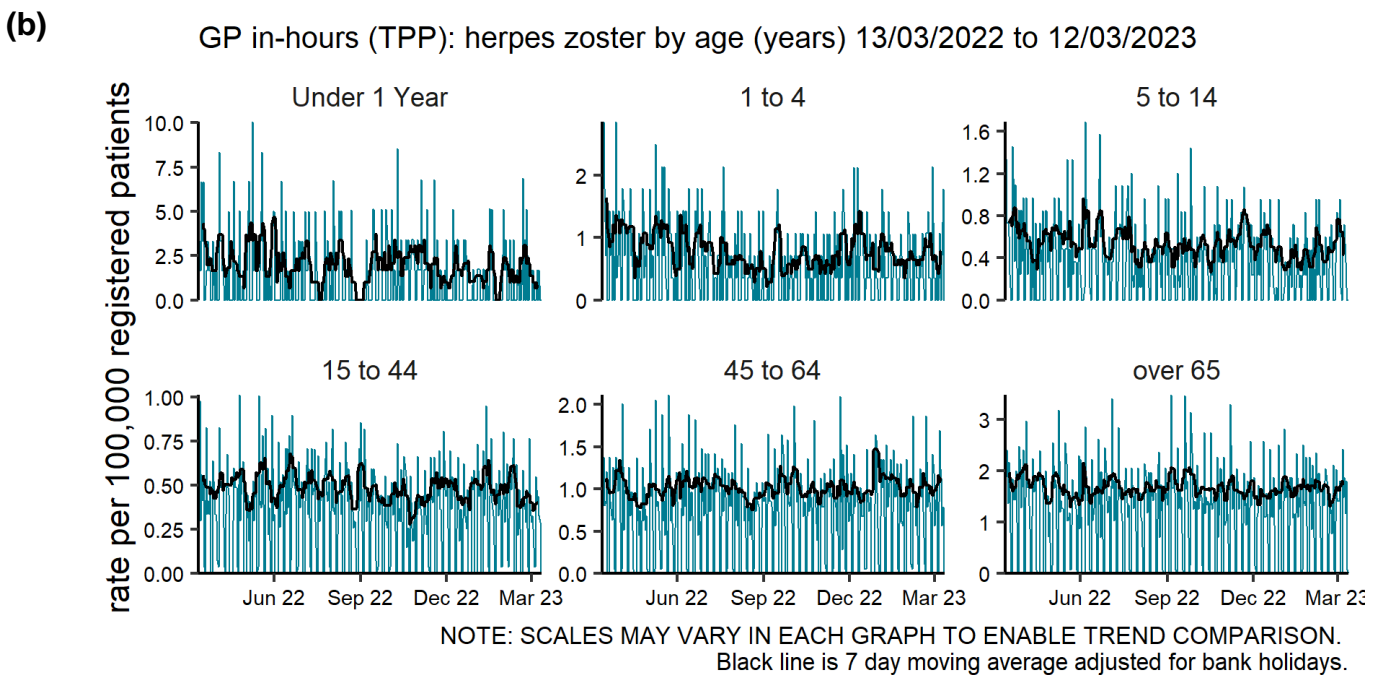 (b)
GP in-hours (TPP): herpes zoster by age (years) 13/03/2022 to 12/03/2023
rate per 100,000 registered patients
Under 1 Year
10.0
7.5
5.0
2.5
0.0
1 to 4
2
1
0
5 to 14
1.6
1.2
0.8
0.4
0.0
15 to 44
1.00
0.75
0.50
0.25
0.00
Jun 22 Sep 22 Dec 22 Mar 23
45 to 64
2.0
1.5
1.0
0.5
0.0
Jun 22 Sep 22 Dec 22 Mar 23
over 65
3
2
1
0
Jun 22 Sep 22 Dec 22 Mar 23
NOTE: SCALES MAY VARY IN EACH GRAPH TO ENABLE TREND COMPARISON.
Black line is 7 day moving average adjusted for bank holidays.